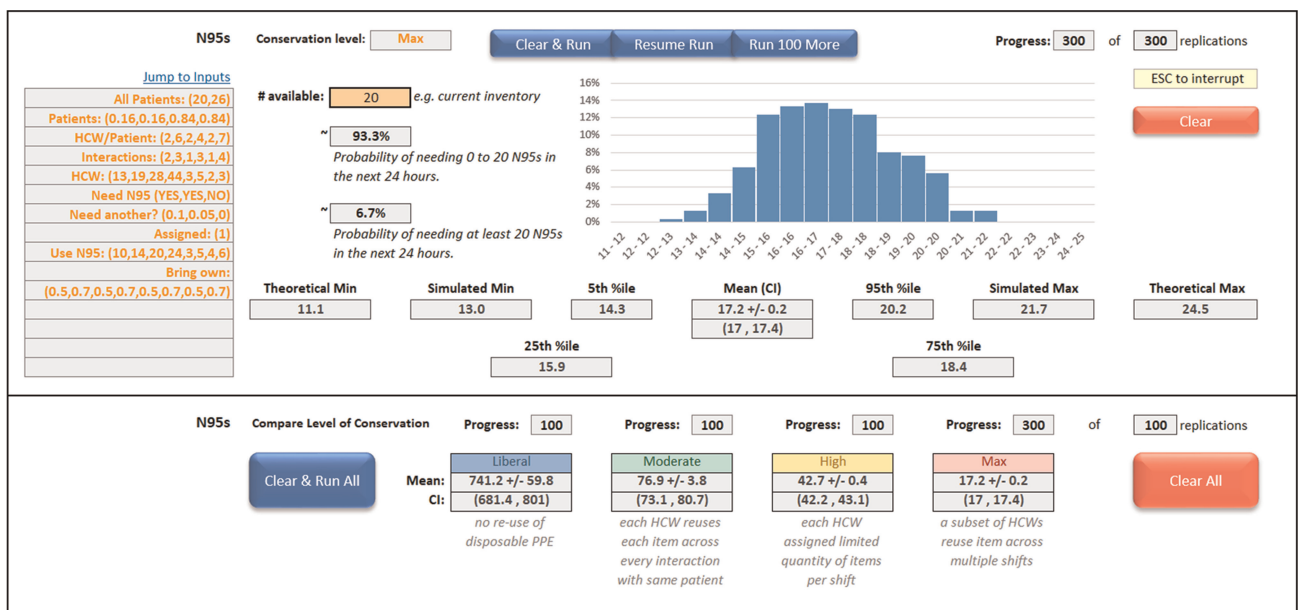 N95s Conservation level: Max Clear & Run Resume Run Run 100 More Progress: 300 of 300 replications
Jump to Inputs
ESC to interrupt
Clear
All Patients: (20,26)
Patients: (0.16,0.16,0.84,0.84)
HCW/Patient: (2,6,2,4,2,7)
Interactions: (2,3,1,3,1,4)
HCW: (13,19,28,44,3,5,2,3)
Need N95 (YES,YES,NO)
Need another? (0.1,0.05,0)
Assigned: (1)
Use N95: (10,14,20,24,3,5,4,6)
Bring own:
(0.5,0.7,0.5,0.7,0.5,0.7,0.5,0.7)
# available: 20 e.g. current inventory
~ 93.3%
Probability of needing 0 to 20 N95s in
the next 24 hours.
~ 6.7%
Probability of needing at least 20 N95s
in the next 24 hours.
16%
14%
12%
10%
8%
6%
4%
2%
0%
11 - 12 12 - 12 12 - 13 13 - 14 14 - 14 14 - 15 15 - 16 16 - 16 16 - 17 17 - 18 18 - 18 18 - 19 19 - 20 20 - 20 20 - 21 21 - 22 22 - 22 22 - 23 23 - 24 24 - 24 24 - 25
Theoretical Min Simulated Min 5th %ile Mean (CI) 95th %ile Simulated Max Theoretical Max
11.1 13.0 14.3 17.2 +/- 0.2 20.2 21.7 24.5
(17 , 17.4)
25th %ile 75th %ile
15.9 18.4
N95s Compare Level of Conservation Progress: 100 Progress: 100 Progress: 100 Progress: 300 of 100 replications
Clear & Run All
Liberal Moderate High Max
Mean: 741.2 +/- 59.8 76.9 +/- 3.8 42.7 +/- 0.4 17.2 +/- 0.2
CI: (681.4 , 801) (73.1 , 80.7) (42.2 , 43.1) (17 , 17.4)
Clear All
no re-use of
disposable PPE
each HCW reuses
each item across
every interaction
with same patient
each HCW
assigned limited
quantity of items
per shift
a subset of HCWs
reuse item across
multiple shifts